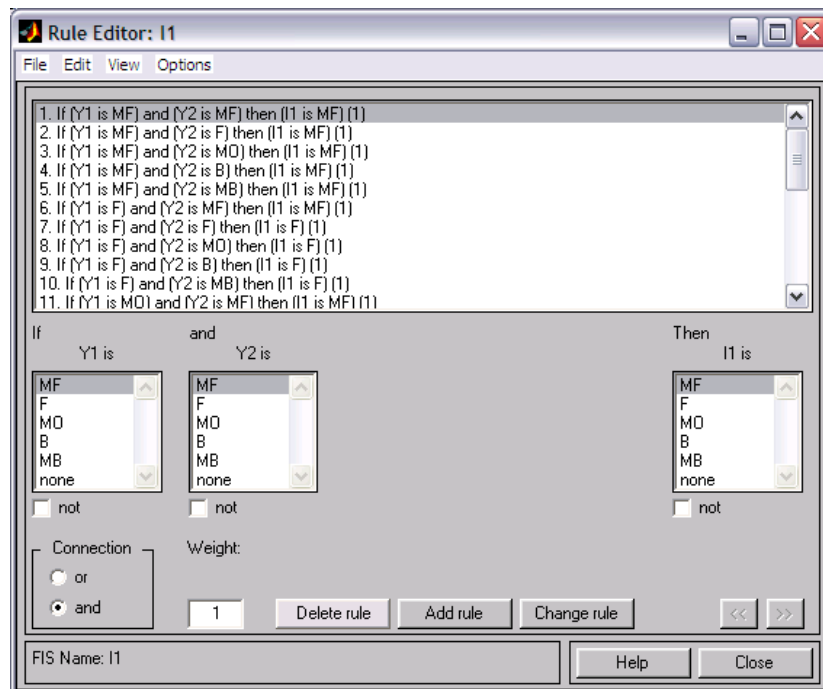 Rule Editor: I1
File Edit View Options
1. If (Y1 is MF) and (Y2 is MF) then (I1 is MF) (1)
2. If (Y1 is MF) and (Y2 is F) then (I1 is MF) (1)
3. If (Y1 is MF) and (Y2 is MO) then (I1 is MF) (1)
4. If (Y1 is MF) and (Y2 is B) then (I1 is MF) (1)
5. If (Y1 is MF) and (Y2 is MB) then (I1 is MF) (1)
6. If (Y1 is F) and (Y2 is MF) then (I1 is MF) (1)
7. If (Y1 is F) and (Y2 is F) then (I1 is F) (1)
8. If (Y1 is F) and (Y2 is MO) then (I1 is F) (1)
9. If (Y1 is F) and (Y2 is B) then (I1 is F) (1)
10. If (Y1 is F) and (Y2 is MB) then (I1 is F) (1)
11. If (Y1 is MO) and (Y2 is MF) then (I1 is MF) (1)
If and Then
Y1 is Y2 is I1 is
MF MF MF
F F F
MO MO MO
B B B
MB MB MB
none none none
not not not
Connection Weight:
or
and 1 Delete rule Add rule Change rule << >>
FIS Name: I1 Help Close